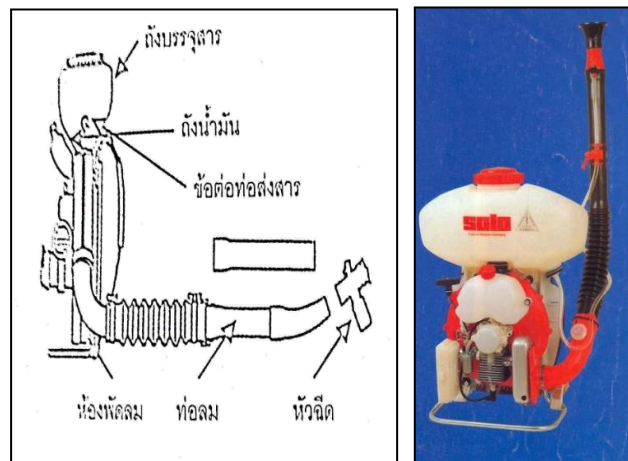 ถังบรรจุสาร
ถังน้ำมัน
ข้อต่อท่อส่งสาร
ห้องพัดลม ท่อลม หัวฉีด
solo